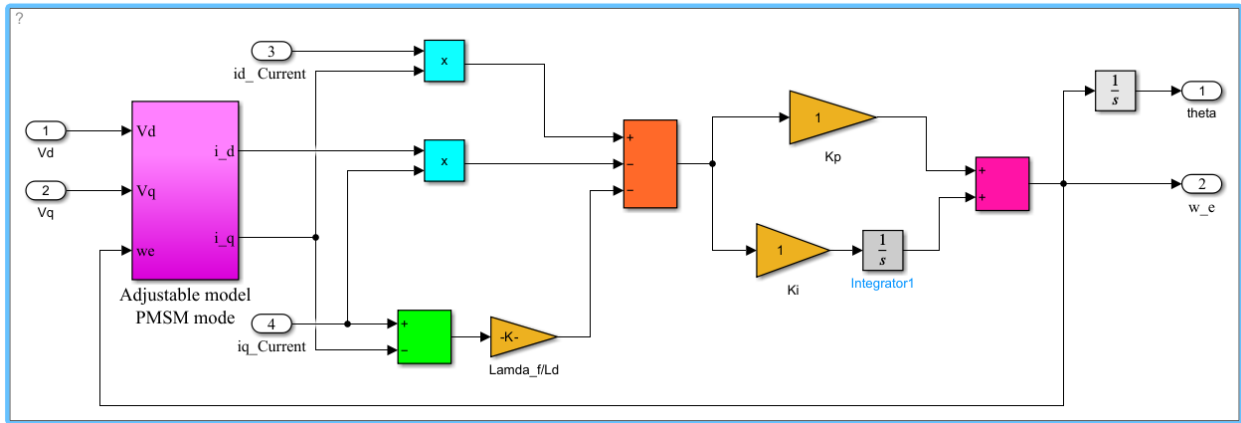 ?
3
id_ Current
x
1
Vd
Vd
i_d
x
2
Vq
Vq
we
i_q
Adjustable model
PMSM mode
4
iq_Current
+
−
-K-
Lamda_f/Ld
+
−
−
1
Kp
1
Ki
1
s
Integrator1
+
+
1
s
1
theta
2
w_e